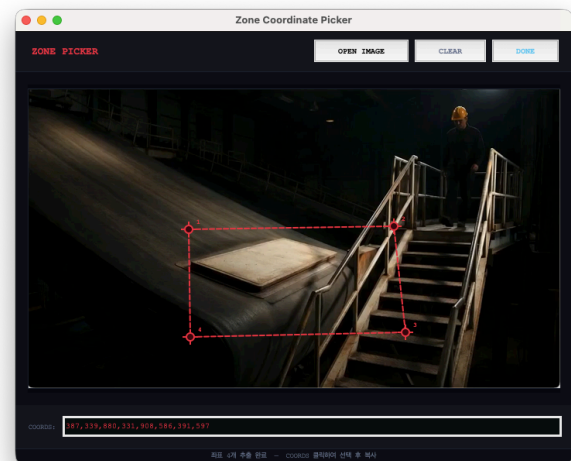 Zone Coordinate Picker
ZONE PICKER
OPEN IMAGE
CLEAR
DONE
1
3
4
COORDS:
387,339,880,331,908,586,391,597
좌표 4개 추출 완료 — COORDS 클릭하여 선택 후 복사